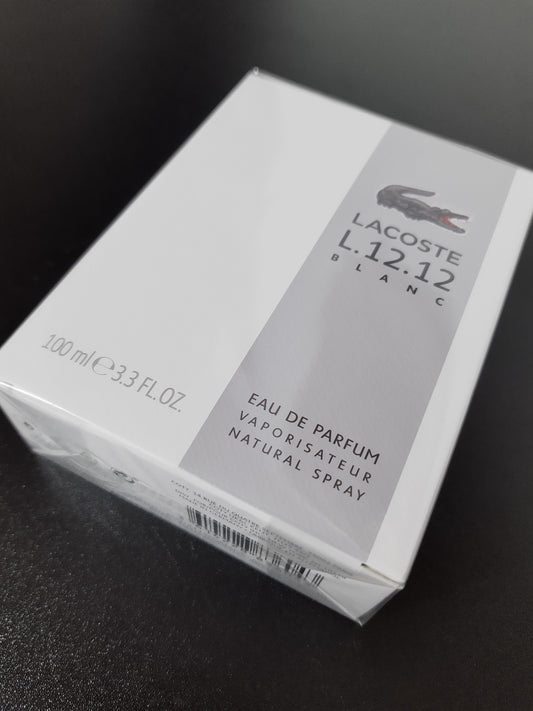 LACOSTE
L.12.12
BLANC
100 ml ℮ 3.3 FL.OZ.
EAU DE PARFUM
VAPORISATEUR
NATURAL SPRAY